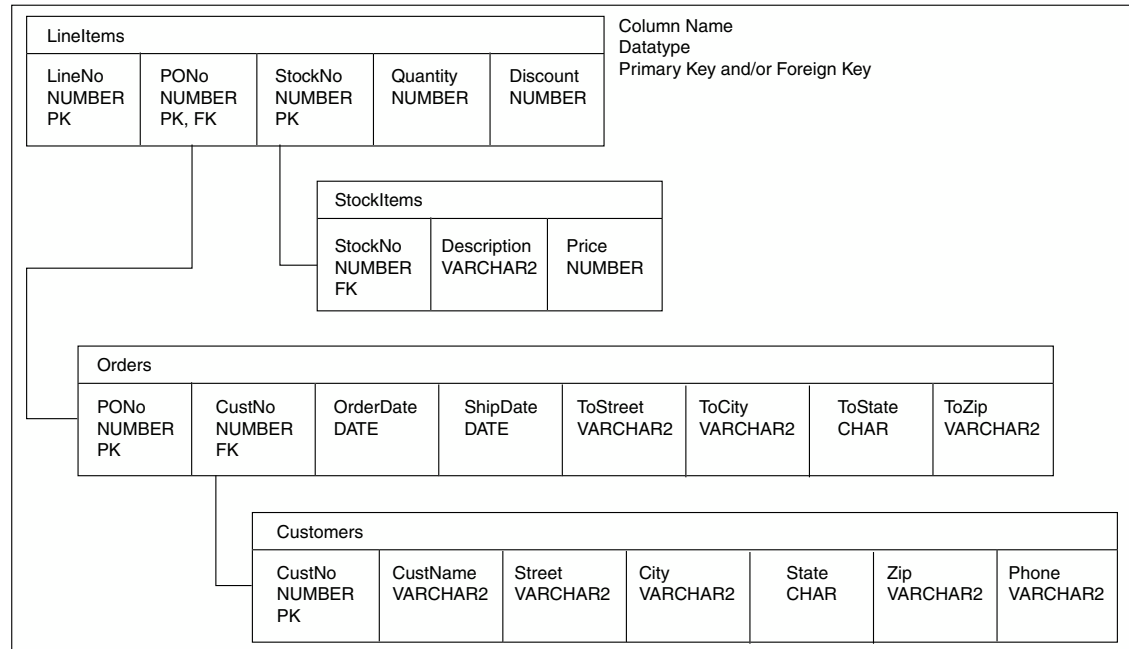 LineItems
Column Name
Datatype
Primary Key and/or Foreign Key
LineNo
NUMBER
PK
PONo
NUMBER
PK, FK
StockNo
NUMBER
PK
Quantity
NUMBER
Discount
NUMBER
StockItems
StockNo
NUMBER
FK
Description
VARCHAR2
Price
NUMBER
Orders
PONo
NUMBER
PK
CustNo
NUMBER
FK
OrderDate
DATE
ShipDate
DATE
ToStreet
VARCHAR2
ToCity
VARCHAR2
ToState
CHAR
ToZip
VARCHAR2
Customers
CustNo
NUMBER
PK
CustName
VARCHAR2
Street
VARCHAR2
City
VARCHAR2
State
CHAR
Zip
VARCHAR2
Phone
VARCHAR2